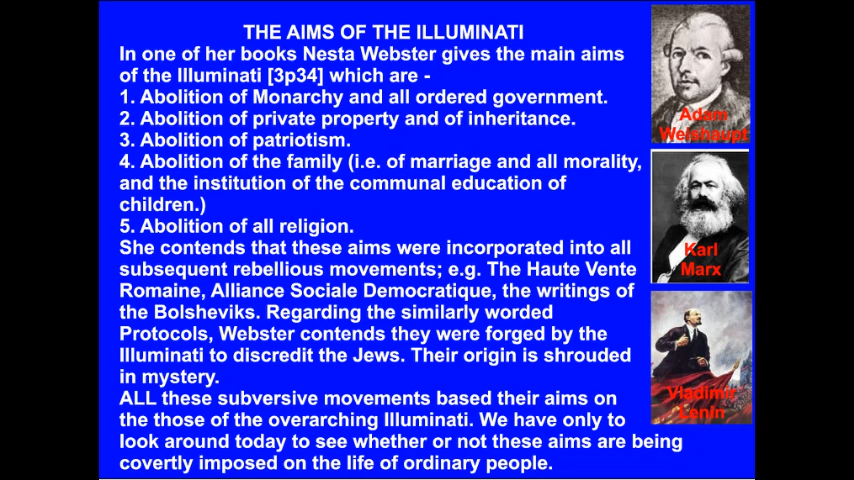 THE AIMS OF THE ILLUMINATI
In one of her books Nesta Webster gives the main aims
of the Illuminati [3p34] which are -
1. Abolition of Monarchy and all ordered government.
2. Abolition of private property and of inheritance.
3. Abolition of patriotism.
4. Abolition of the family (i.e. of marriage and all morality,
and the institution of the communal education of
children.)
5. Abolition of all religion.
She contends that these aims were incorporated into all
subsequent rebellious movements; e.g. The Haute Vente
Romaine, Alliance Sociale Democratique, the writings of
the Bolsheviks. Regarding the similarly worded
Protocols, Webster contends they were forged by the
Illuminati to discredit the Jews. Their origin is shrouded
in mystery.
ALL these subversive movements based their aims on
the those of the overarching Illuminati. We have only to
look around today to see whether or not these aims are being
covertly imposed on the life of ordinary people.
Adam
Weishaupt
Karl
Marx
Vladimir
Lenin